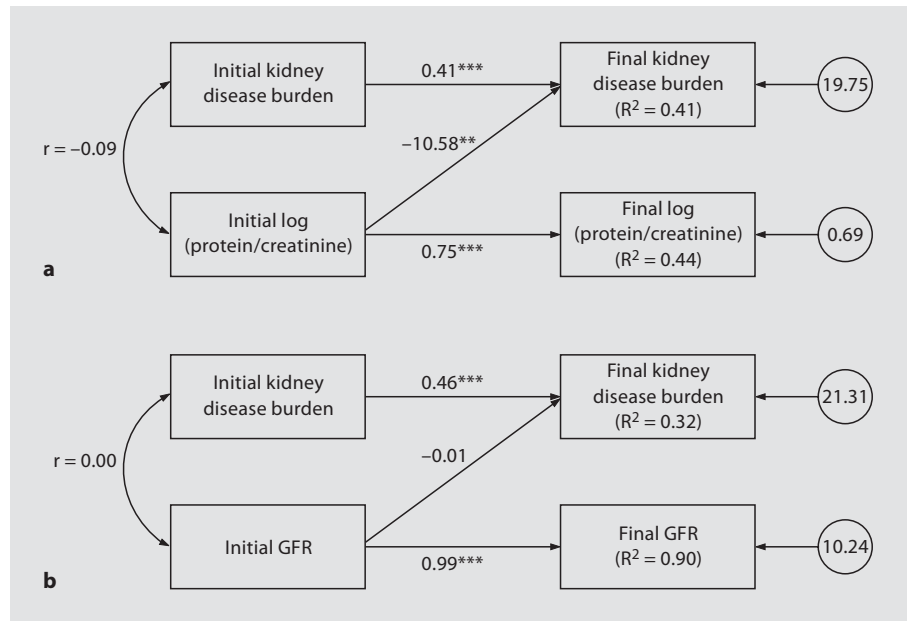 Initial kidney
disease burden
0.41***
Final kidney
disease burden
(R² = 0.41)
19.75
r = –0.09
–10.58**
Initial log
(protein/creatinine)
0.75***
Final log
(protein/creatinine)
(R² = 0.44)
0.69
a
Initial kidney
disease burden
0.46***
Final kidney
disease burden
(R² = 0.32)
21.31
r = 0.00
–0.01
Initial GFR
0.99***
Final GFR
(R² = 0.90)
10.24
b